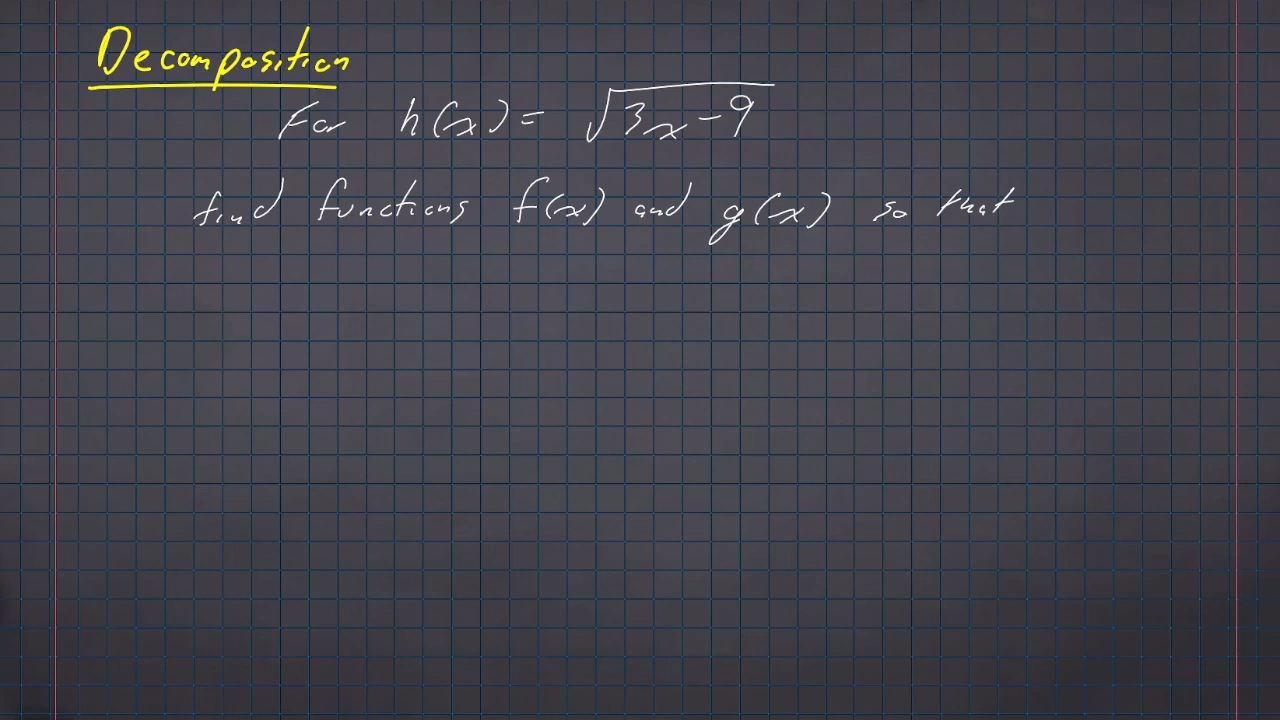 Decomposition
For h(x) = √(3x-9)
find functions f(x) and g(x) so that